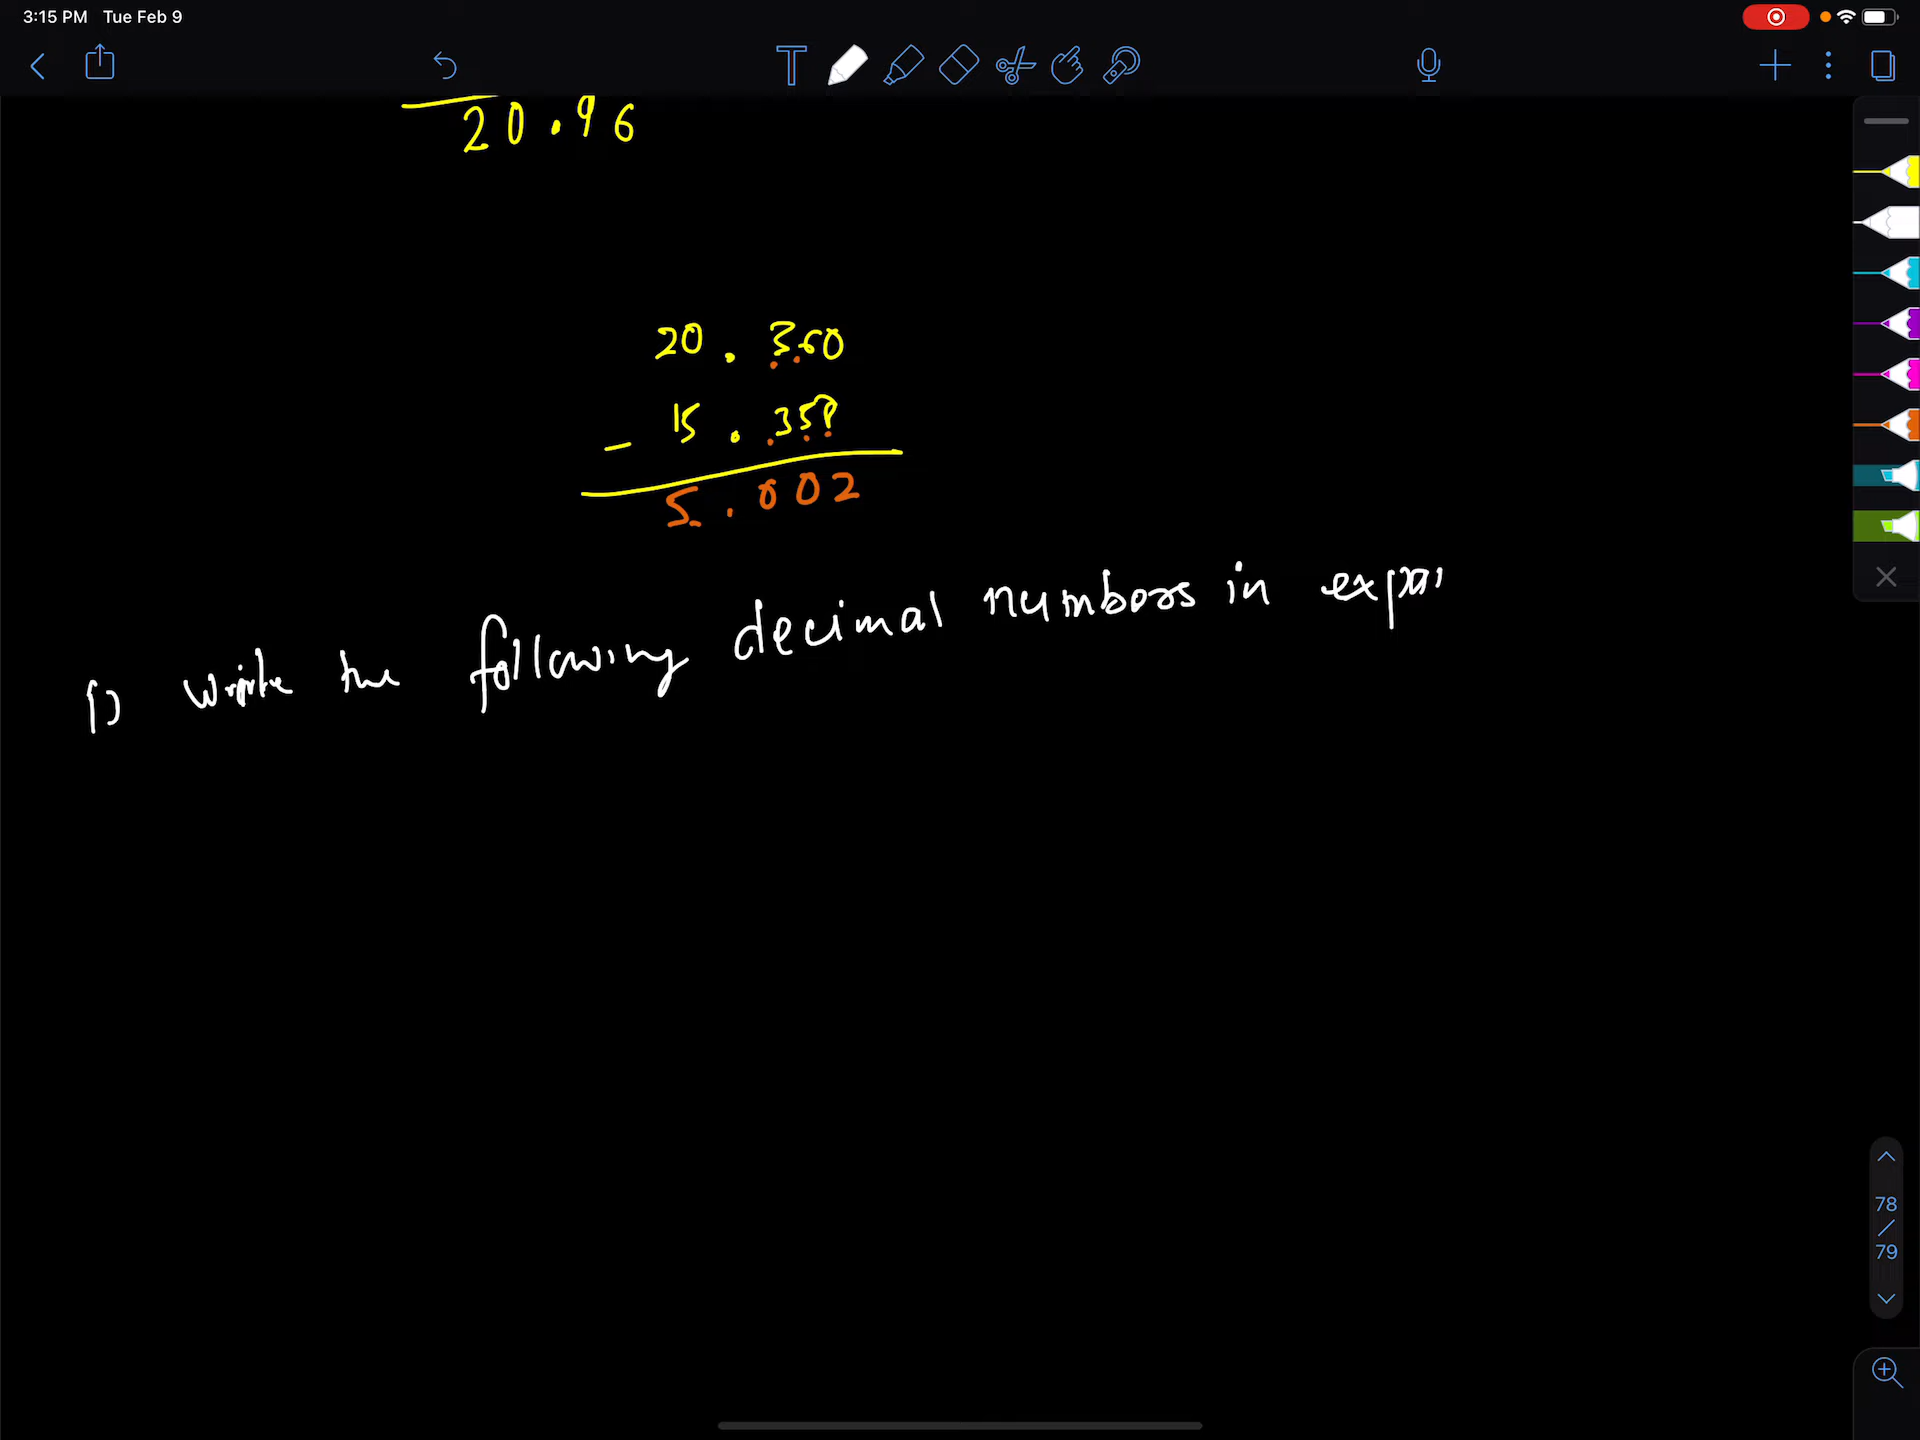 3:15 PM Tue Feb 9
T
20.96
20.360
- 15.358
5.002
1) Write the following decimal numbers in expan
78
/
79